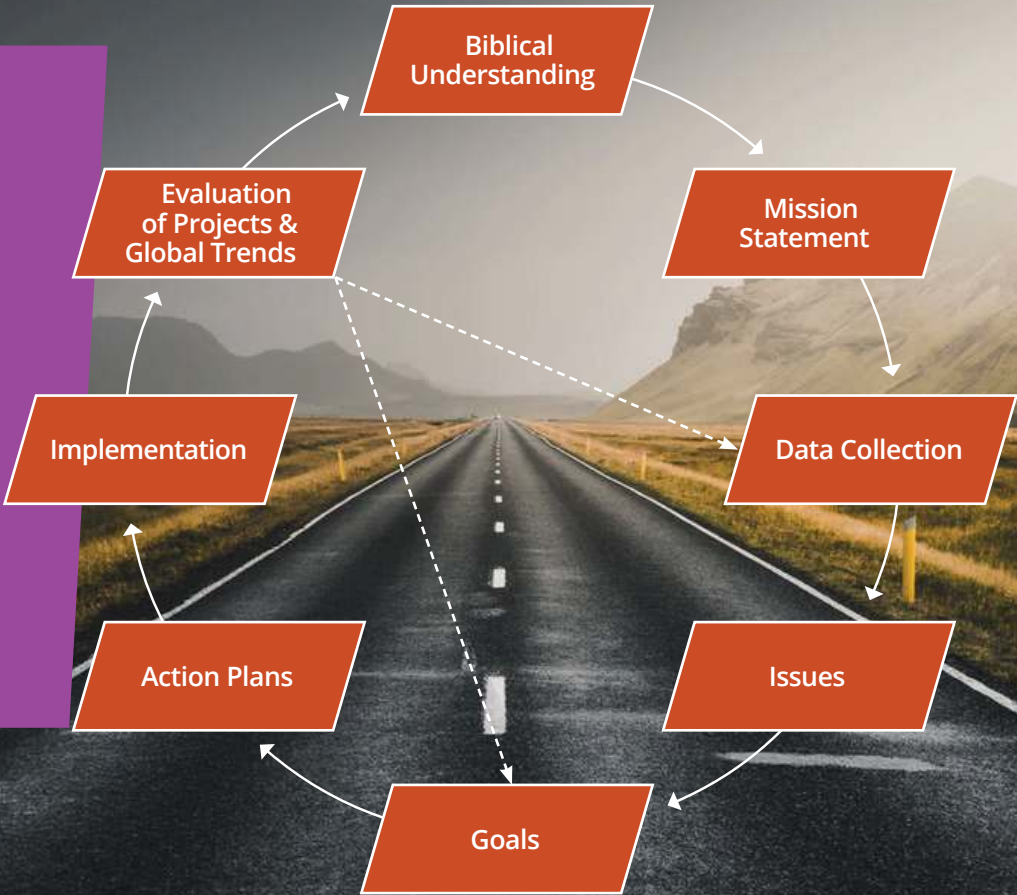 Biblical
Understanding
Mission
Statement
Data Collection
Issues
Goals
Action Plans
Implementation
Evaluation
of Projects &
Global Trends